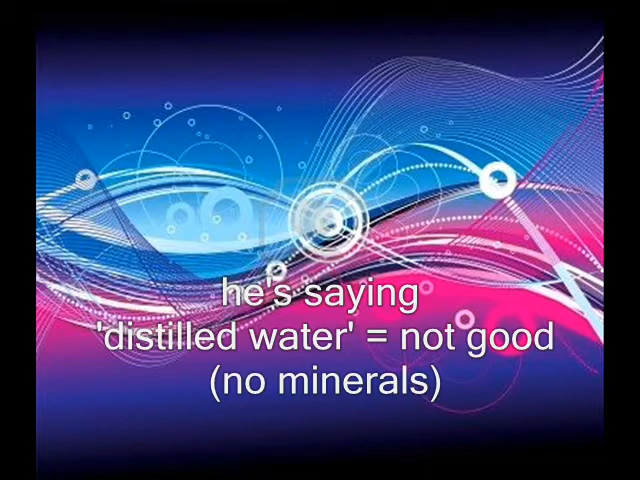 he's saying
'distilled water' = not good
(no minerals)